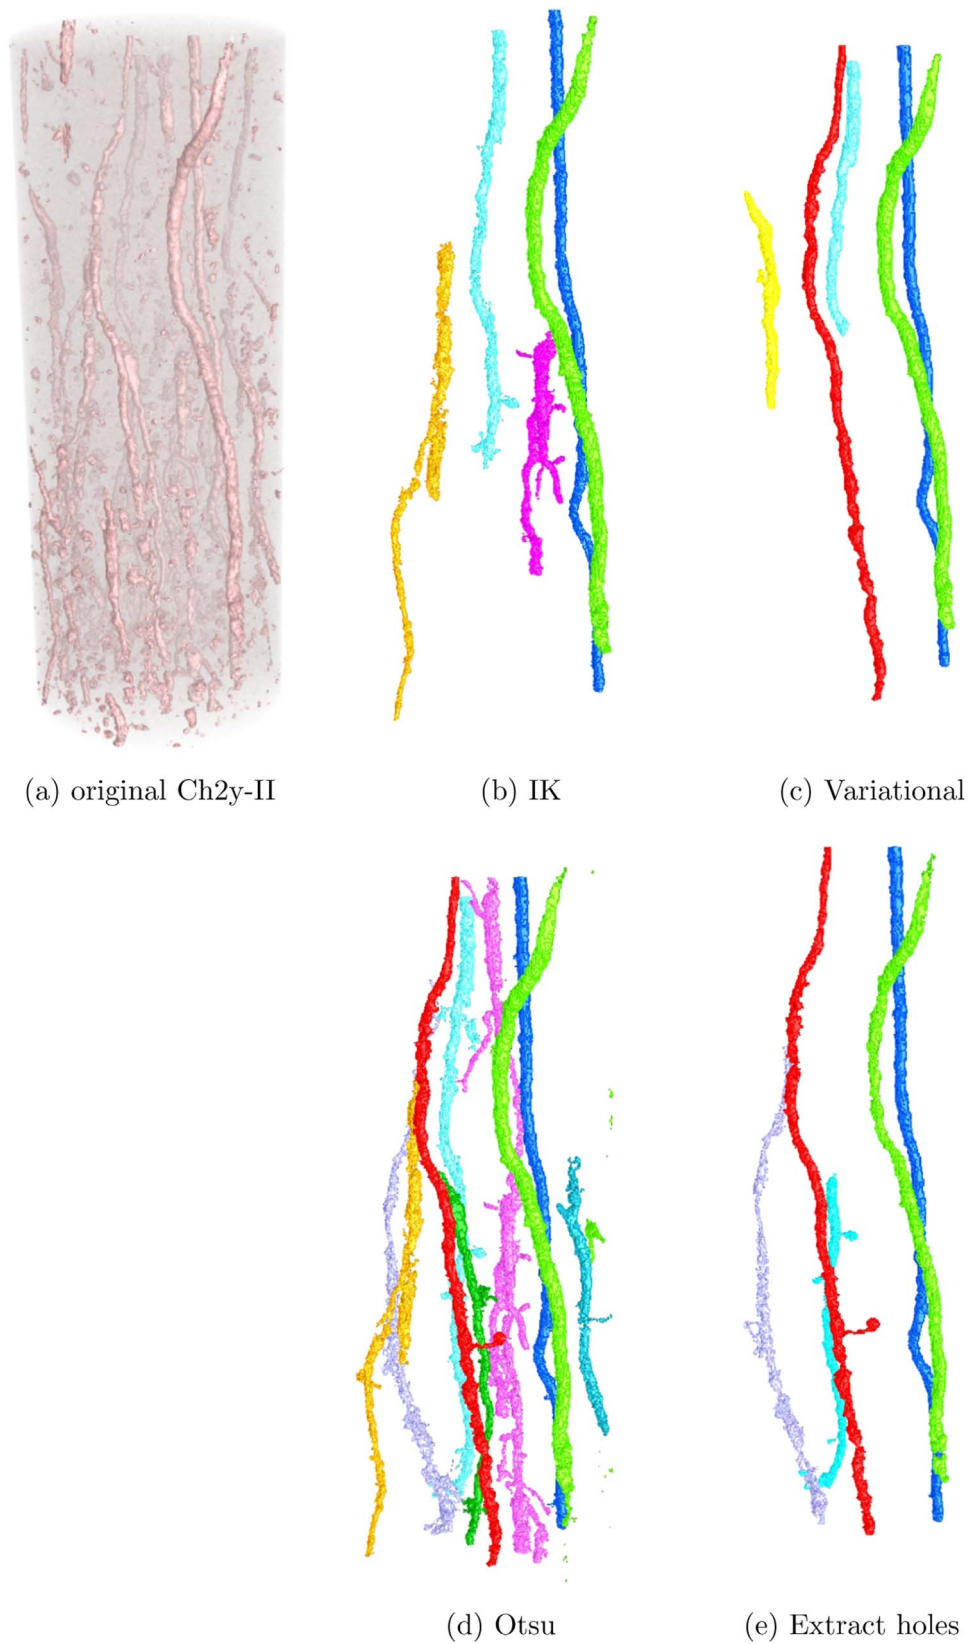 (a) original Ch2y-II
(b) IK
(c) Variational
(d) Otsu
(e) Extract holes